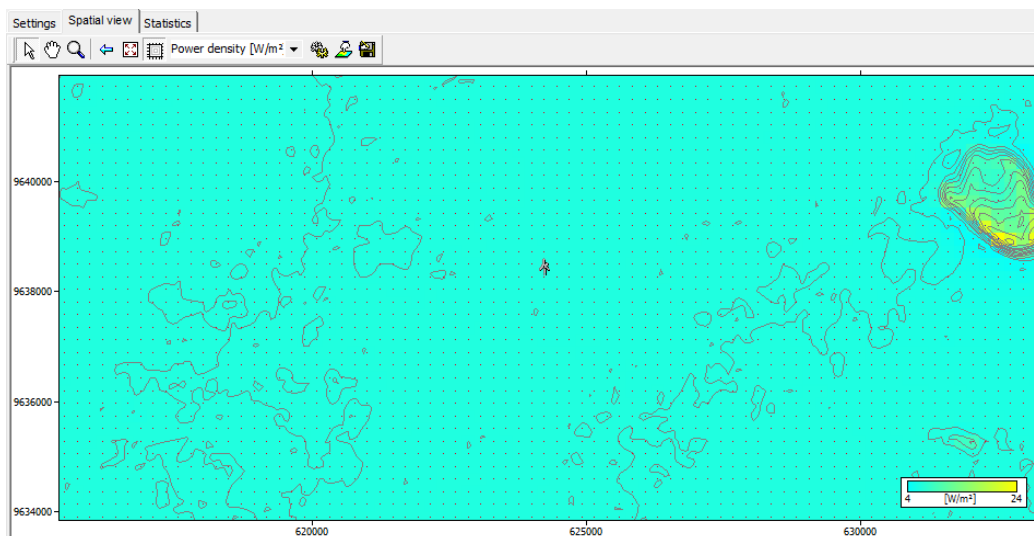 Settings Spatial view Statistics
Power density [W/m²
9640000
9638000
9636000
9634000
4 [W/m²] 24
620000 625000 630000